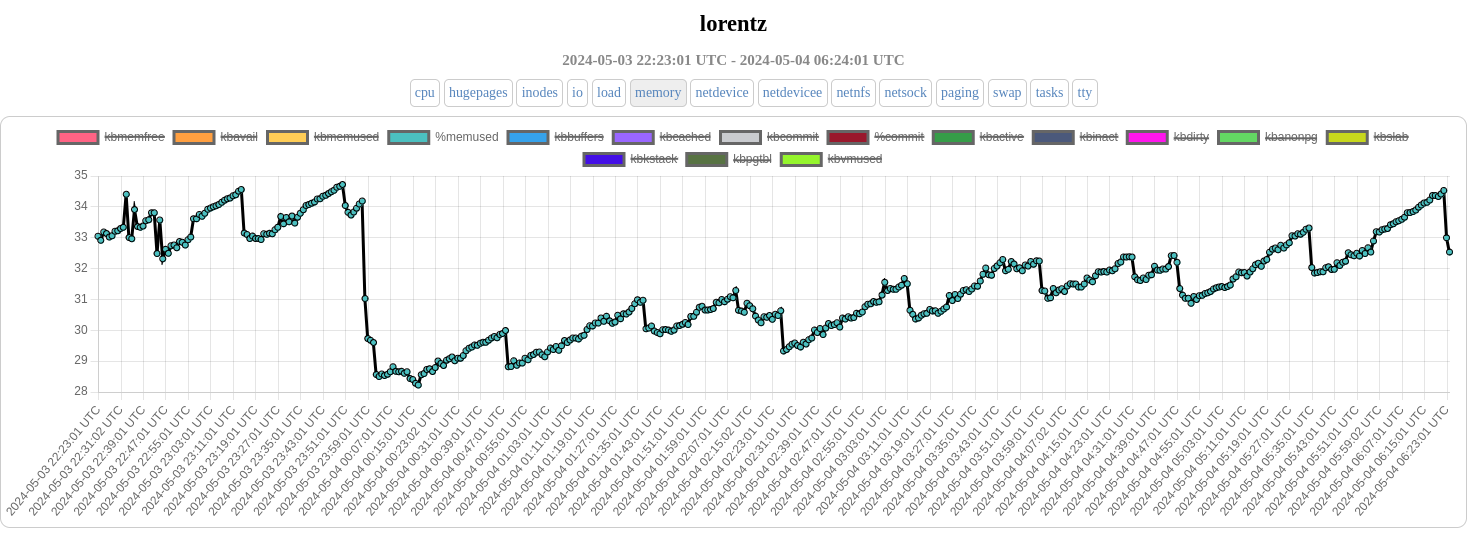 lorentz
2024-05-03 22:23:01 UTC - 2024-05-04 06:24:01 UTC
cpu hugepages inodes io load memory netdevice netdevicee netnfs netsock paging swap tasks tty
kbmemfree kbavail kbmemused %memused kbbuffers kbcached kbcommit %commit kbactive kbinact kbdirty kbanonpg kbslab
kbkstack kbpgtbl kbvmused
35
34
33
32
31
30
29
28
2024-05-03 22:23:01 UTC
2024-05-03 22:31:02 UTC
2024-05-03 22:39:01 UTC
2024-05-03 22:47:01 UTC
2024-05-03 22:55:01 UTC
2024-05-03 23:03:01 UTC
2024-05-03 23:11:01 UTC
2024-05-03 23:19:01 UTC
2024-05-03 23:27:01 UTC
2024-05-03 23:35:01 UTC
2024-05-03 23:43:01 UTC
2024-05-03 23:51:01 UTC
2024-05-03 23:59:01 UTC
2024-05-04 00:07:01 UTC
2024-05-04 00:15:01 UTC
2024-05-04 00:23:02 UTC
2024-05-04 00:31:01 UTC
2024-05-04 00:39:01 UTC
2024-05-04 00:47:01 UTC
2024-05-04 00:55:01 UTC
2024-05-04 01:03:01 UTC
2024-05-04 01:11:01 UTC
2024-05-04 01:19:01 UTC
2024-05-04 01:27:01 UTC
2024-05-04 01:35:01 UTC
2024-05-04 01:43:01 UTC
2024-05-04 01:51:01 UTC
2024-05-04 01:59:01 UTC
2024-05-04 02:07:01 UTC
2024-05-04 02:15:02 UTC
2024-05-04 02:23:01 UTC
2024-05-04 02:31:01 UTC
2024-05-04 02:39:01 UTC
2024-05-04 02:47:01 UTC
2024-05-04 02:55:01 UTC
2024-05-04 03:03:01 UTC
2024-05-04 03:11:01 UTC
2024-05-04 03:19:01 UTC
2024-05-04 03:27:01 UTC
2024-05-04 03:35:01 UTC
2024-05-04 03:43:01 UTC
2024-05-04 03:51:01 UTC
2024-05-04 03:59:01 UTC
2024-05-04 04:07:02 UTC
2024-05-04 04:15:01 UTC
2024-05-04 04:23:01 UTC
2024-05-04 04:31:01 UTC
2024-05-04 04:39:01 UTC
2024-05-04 04:47:01 UTC
2024-05-04 04:55:01 UTC
2024-05-04 05:03:01 UTC
2024-05-04 05:11:01 UTC
2024-05-04 05:19:01 UTC
2024-05-04 05:27:01 UTC
2024-05-04 05:35:01 UTC
2024-05-04 05:43:01 UTC
2024-05-04 05:51:01 UTC
2024-05-04 05:59:02 UTC
2024-05-04 06:07:01 UTC
2024-05-04 06:15:01 UTC
2024-05-04 06:23:01 UTC